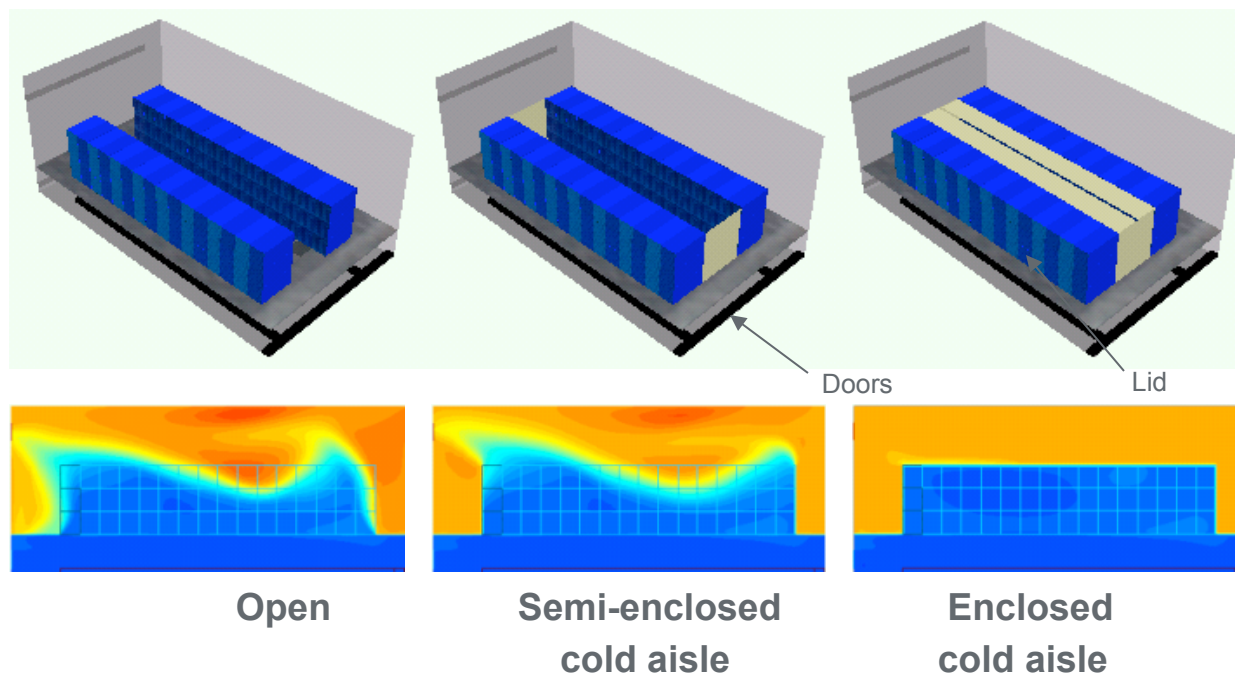 Doors
Lid
Open
Semi-enclosed
cold aisle
Enclosed
cold aisle